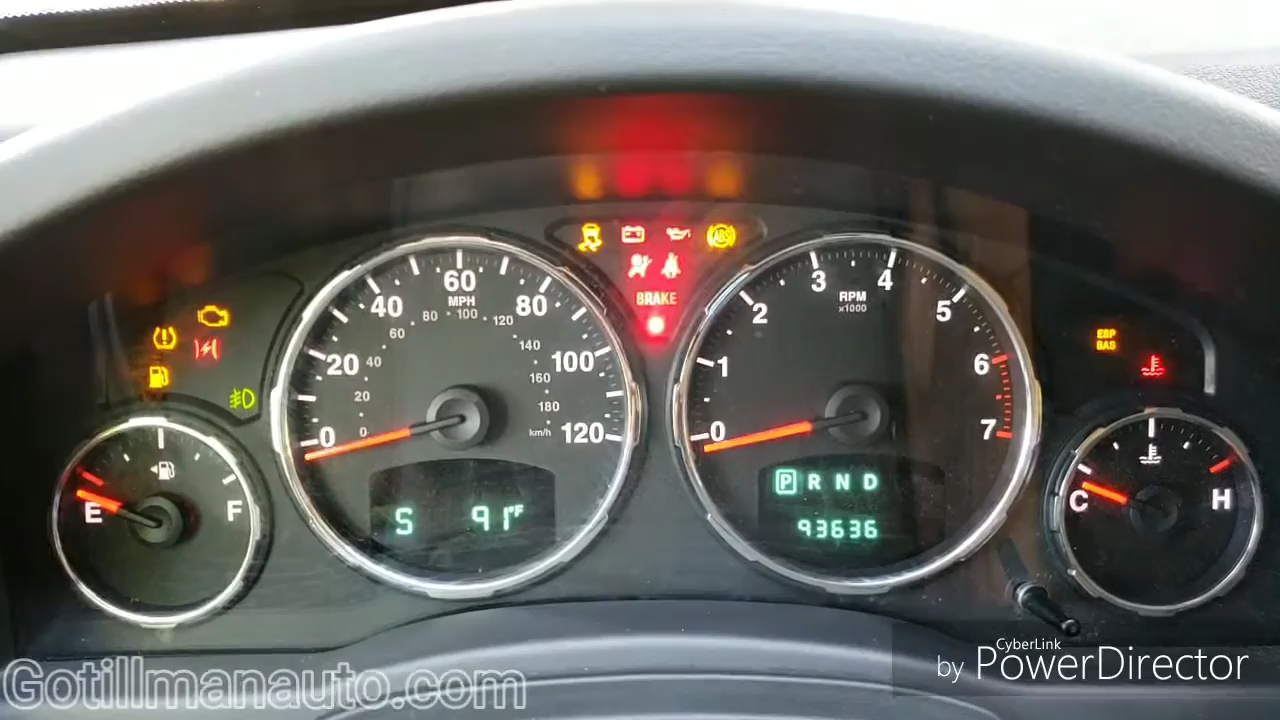 60
MPH
40
80
100
80
120
60
20
40
140
100
160
20
180
0
0
km/h
120
ABS
BRAKE
3
4
RPM
x1000
2
5
1
6
0
7
ESP
BAS
E
F
S
91°F
P R N D
93636
C
H
CyberLink
by PowerDirector
Gotillmanauto.com